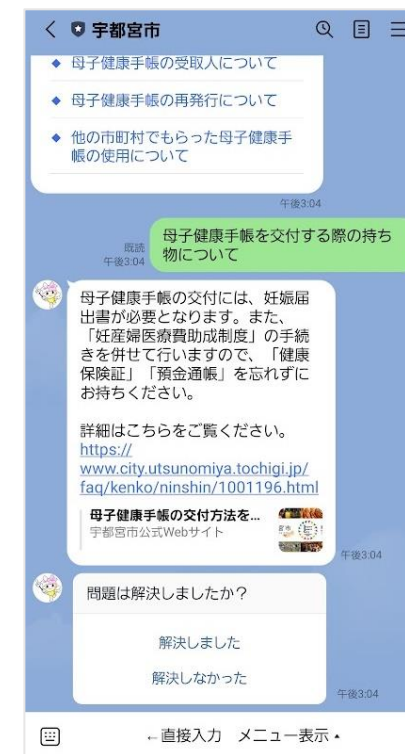 宇都宮市
母子健康手帳の受取人について
母子健康手帳の再発行について
他の市町村でもらった母子健康手
帳の使用について
午後3:04
母子健康手帳を交付する際の持ち
物について
既読
午後3:04
母子健康手帳の交付には、妊娠届
出書が必要となります。また、
「妊産婦医療費助成制度」の手続
きを併せて行いますので、「健康
保険証」「預金通帳」を忘れずに
お持ちください。
詳細はこちらをご覧ください。
https://
www.city.utsunomiya.tochigi.jp/
faq/kenko/ninshin/1001196.html
母子健康手帳の交付方法を...
宇都宮市公式Webサイト
午後3:04
問題は解決しましたか？
解決しました
解決しなかった
午後3:04
←直接入力 メニュー表示▲